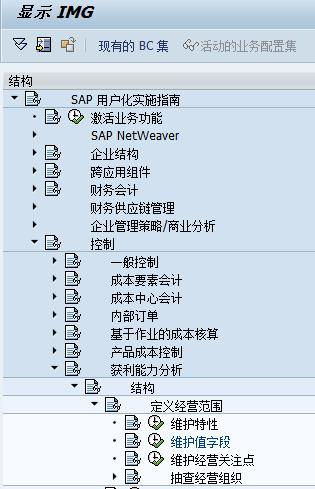 显示 IMG
现有的 BC 集
活动的业务配置集
结构
SAP 用户化实施指南
激活业务功能
SAP NetWeaver
企业结构
跨应用组件
财务会计
财务供应链管理
企业管理策略/商业分析
控制
一般控制
成本要素会计
成本中心会计
内部订单
基于作业的成本核算
产品成本控制
获利能力分析
结构
定义经营范围
维护特性
维护值字段
维护经营关注点
抽查经营组织